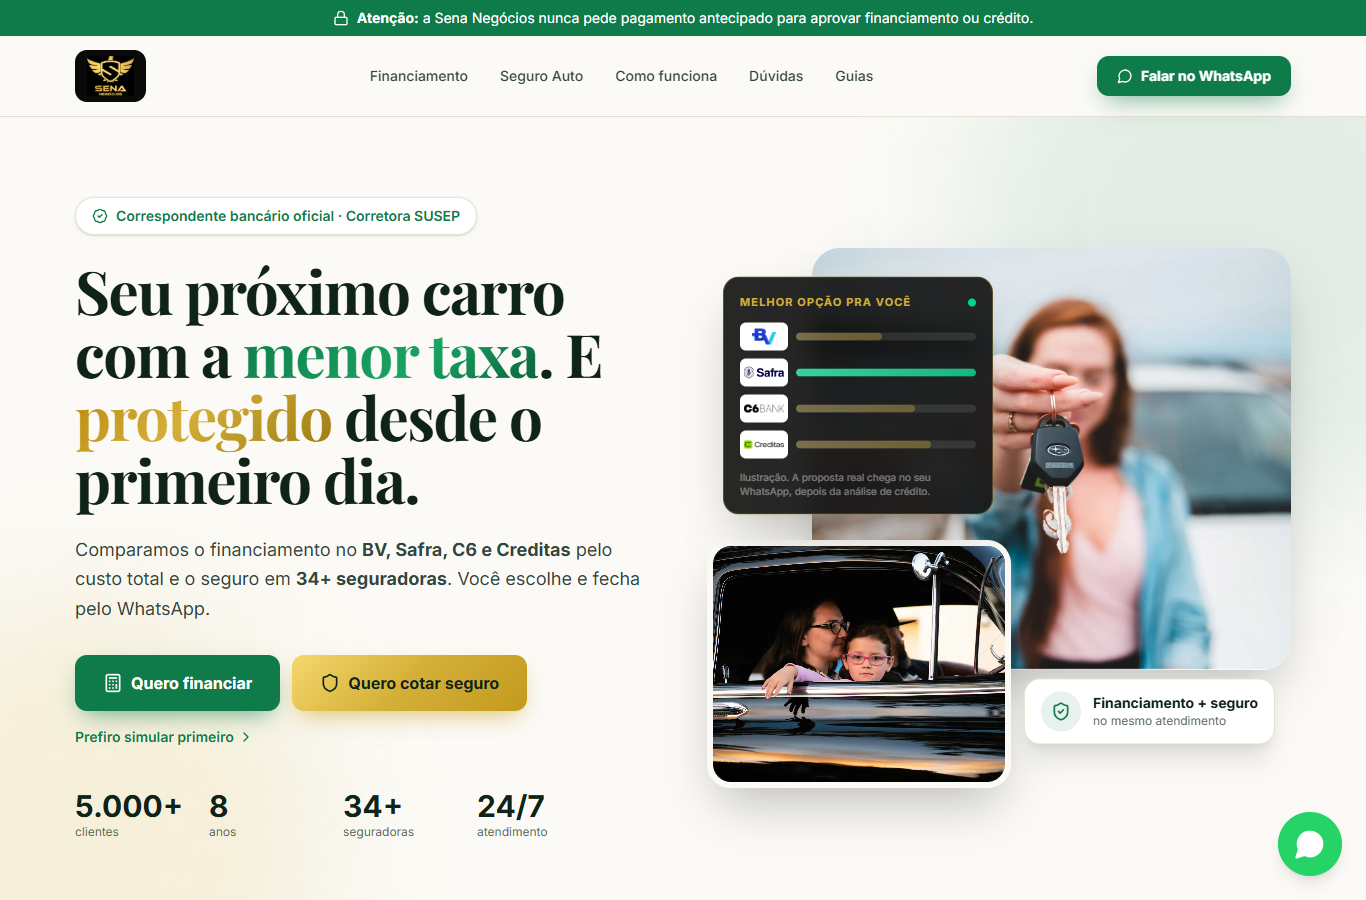 Atenção: a Sena Negócios nunca pede pagamento antecipado para aprovar financiamento ou crédito.
SENA
NEGÓCIOS
Financiamento
Seguro Auto
Como funciona
Dúvidas
Guias
Falar no WhatsApp
Correspondente bancário oficial · Corretora SUSEP
Seu próximo carro
com a menor taxa. E
protegido desde o
primeiro dia.
Comparamos o financiamento no BV, Safra, C6 e Creditas pelo
custo total e o seguro em 34+ seguradoras. Você escolhe e fecha
pelo WhatsApp.
Quero financiar
Quero cotar seguro
Prefiro simular primeiro
5.000+
clientes
8
anos
34+
seguradoras
24/7
atendimento
MELHOR OPÇÃO PRA VOCÊ
BV
Safra
C6 BANK
Creditas
Ilustração. A proposta real chega no seu
WhatsApp, depois da análise de crédito.
Financiamento + seguro
no mesmo atendimento